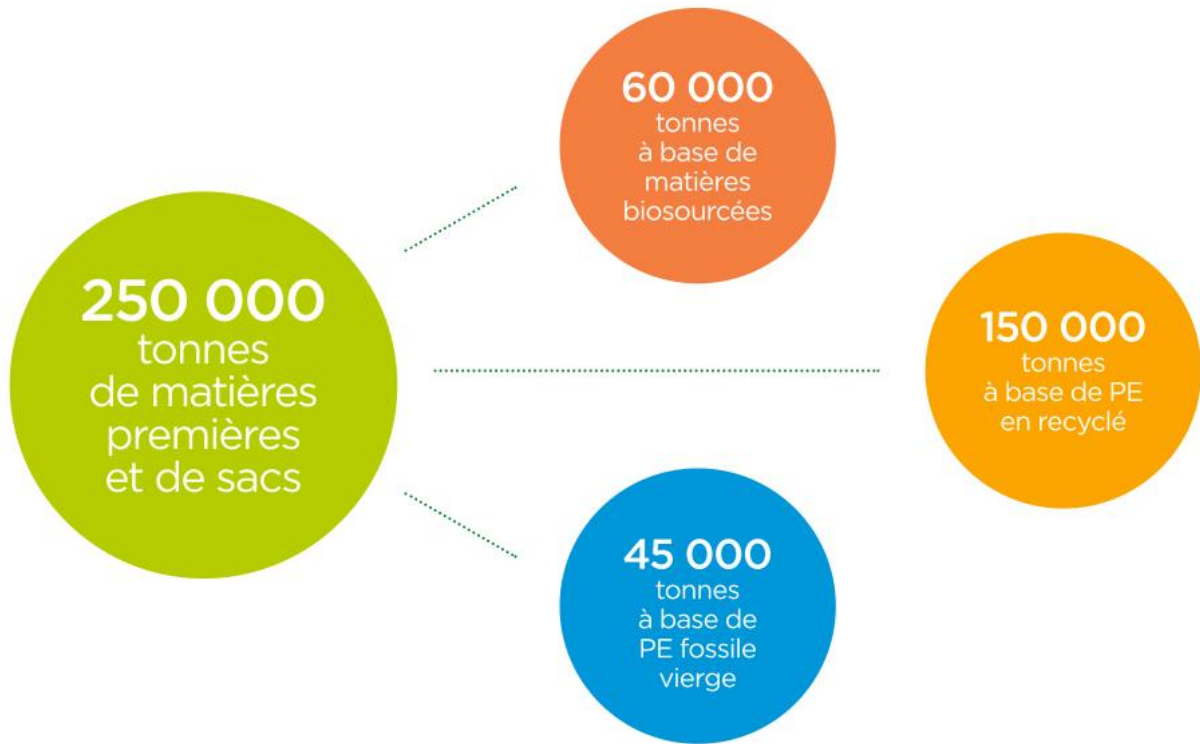 250 000
tonnes
de matières
premières
et de sacs
60 000
tonnes
à base de
matières
biosourcées
150 000
tonnes
à base de PE
en recyclé
45 000
tonnes
à base de
PE fossile
vierge